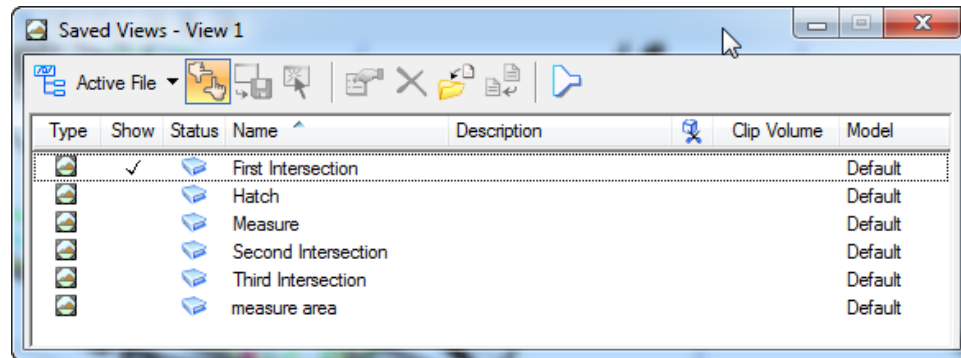 Saved Views - View 1
Active File
Type Show Status Name Description Clip Volume Model
First Intersection Default
Hatch Default
Measure Default
Second Intersection Default
Third Intersection Default
measure area Default